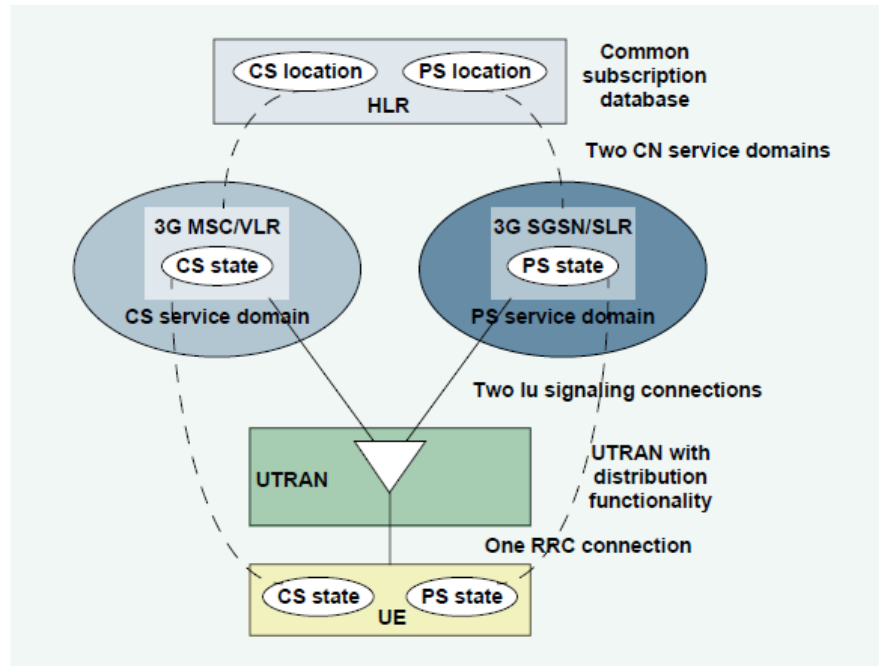 CS location
PS location
HLR
Common
subscription
database
Two CN service domains
3G MSC/VLR
CS state
CS service domain
3G SGSN/SLR
PS state
PS service domain
Two Iu signaling connections
UTRAN
UTRAN with
distribution
functionality
One RRC connection
CS state
PS state
UE